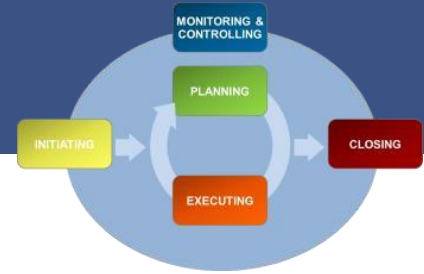 MONITORING &
CONTROLLING
PLANNING
INITIATING
CLOSING
EXECUTING